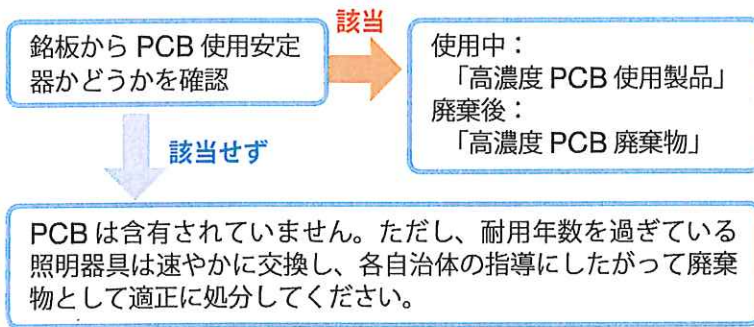 銘板から PCB 使用安定
器かどうかを確認
該当
使用中：
「高濃度 PCB 使用製品」
廃棄後：
「高濃度 PCB 廃棄物」
該当せず
PCB は含有されていません。ただし、耐用年数を過ぎている
照明器具は速やかに交換し、各自治体の指導にしたがって廃棄
物として適正に処分してください。